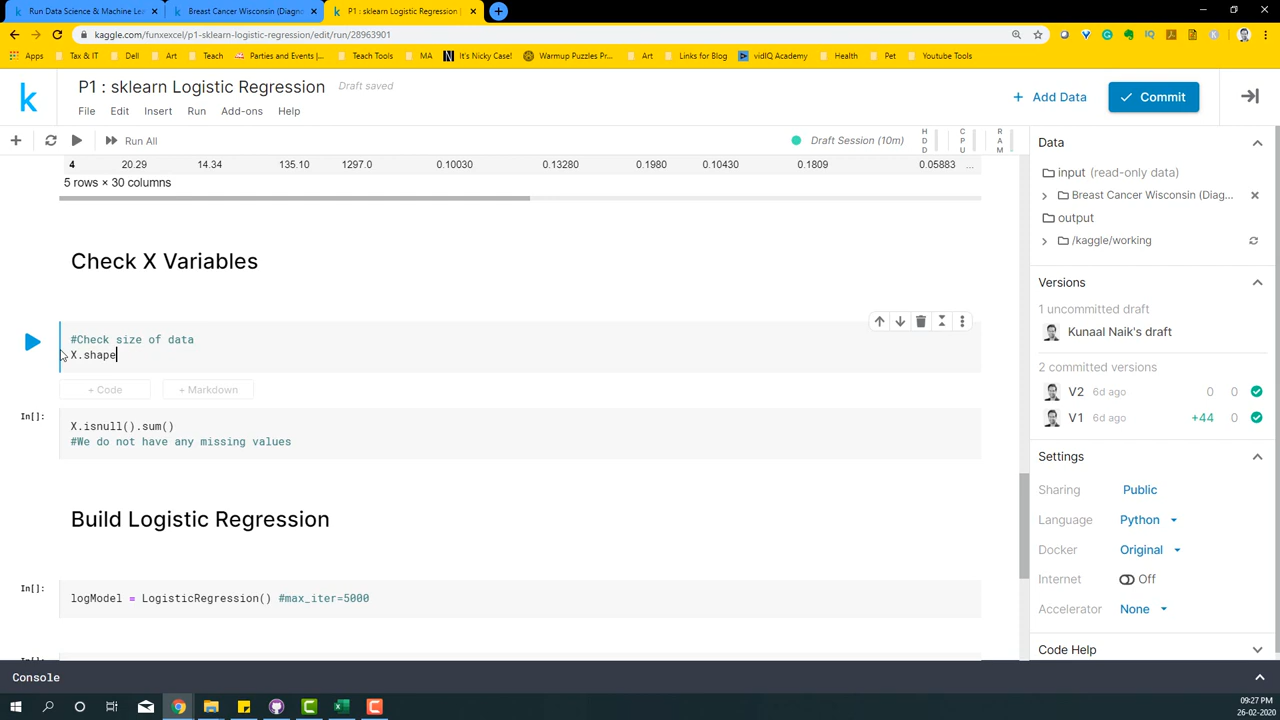 Run Data Science & Machine Le
Breast Cancer Wisconsin (Diagn
P1 : sklearn Logistic Regression
kaggle.com/funxexcel/p1-sklearn-logistic-regression/edit/run/28963901
Apps
Tax & IT
Dell
Art
Teach
Parties and Events |...
Teach Tools
MA
It's Nicky Case!
Warmup Puzzles Pr...
Art
Links for Blog
vidIQ Academy
Health
Pet
Youtube Tools
P1 : sklearn Logistic Regression
Draft saved
File
Edit
Insert
Run
Add-ons
Help
+ Add Data
Commit
Run All
Draft Session (10m)
HDD
CPU
RAM
4 20.29 14.34 135.10 1297.0 0.10030 0.13280 0.1980 0.10430 0.1809 0.05883 ...
5 rows × 30 columns
Check X Variables
#Check size of data
X.shape
+ Code
+ Markdown
In[]:
X.isnull().sum()
#We do not have any missing values
Build Logistic Regression
In[]:
logModel = LogisticRegression() #max_iter=5000
Data
input (read-only data)
Breast Cancer Wisconsin (Diag...
output
/kaggle/working
Versions
1 uncommitted draft
Kunaal Naik's draft
2 committed versions
V2 6d ago 0 0
V1 6d ago +44 0
Settings
Sharing Public
Language Python
Docker Original
Internet Off
Accelerator None
Code Help
Console
09:27 PM
26-02-2020